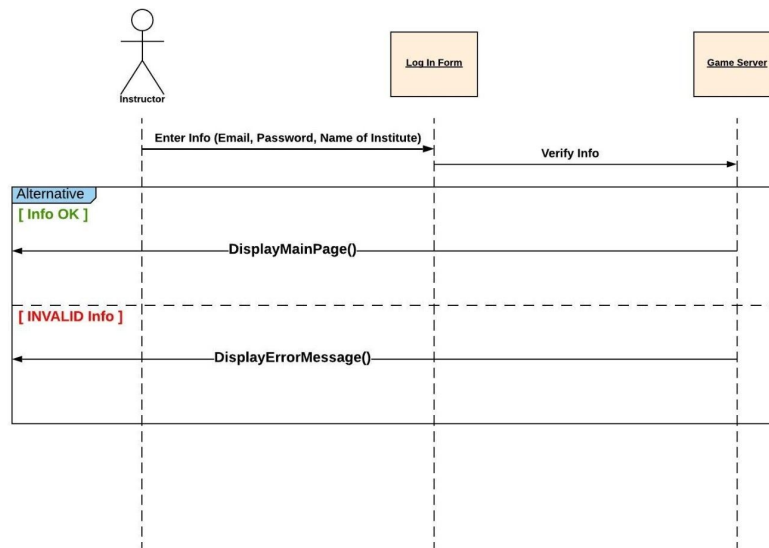 Instructor
Log In Form
Game Server
Enter Info (Email, Password, Name of Institute)
Verify Info
Alternative
[ Info OK ]
DisplayMainPage()
[ INVALID Info ]
DisplayErrorMessage()